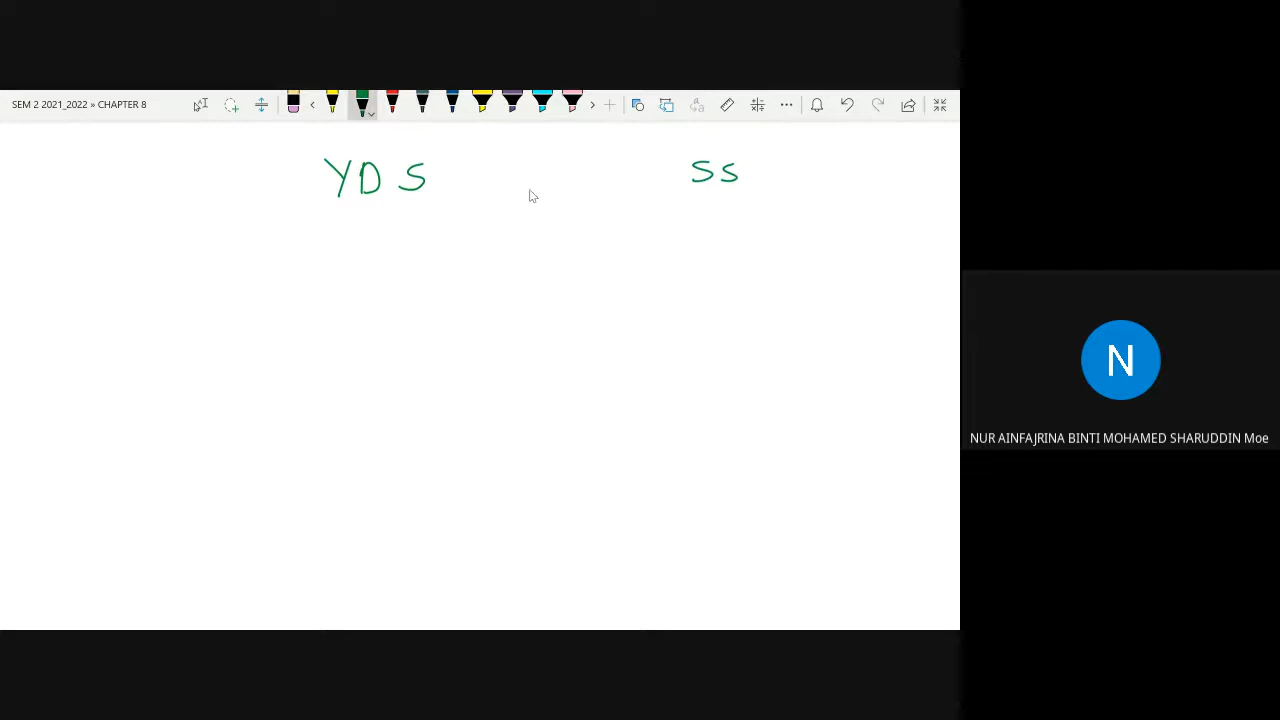 SEM 2 2021_2022 » CHAPTER 8
YDS SS
N
NUR AINFAJRINA BINTI MOHAMED SHARUDDIN Moe